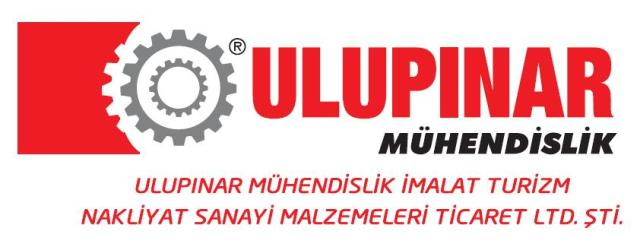 ® ULUPINAR
MÜHENDİSLİK
ULUPINAR MÜHENDİSLİK İMALAT TURİZM
NAKLİYAT SANAYİ MALZEMELERİ TİCARET LTD. ŞTİ.